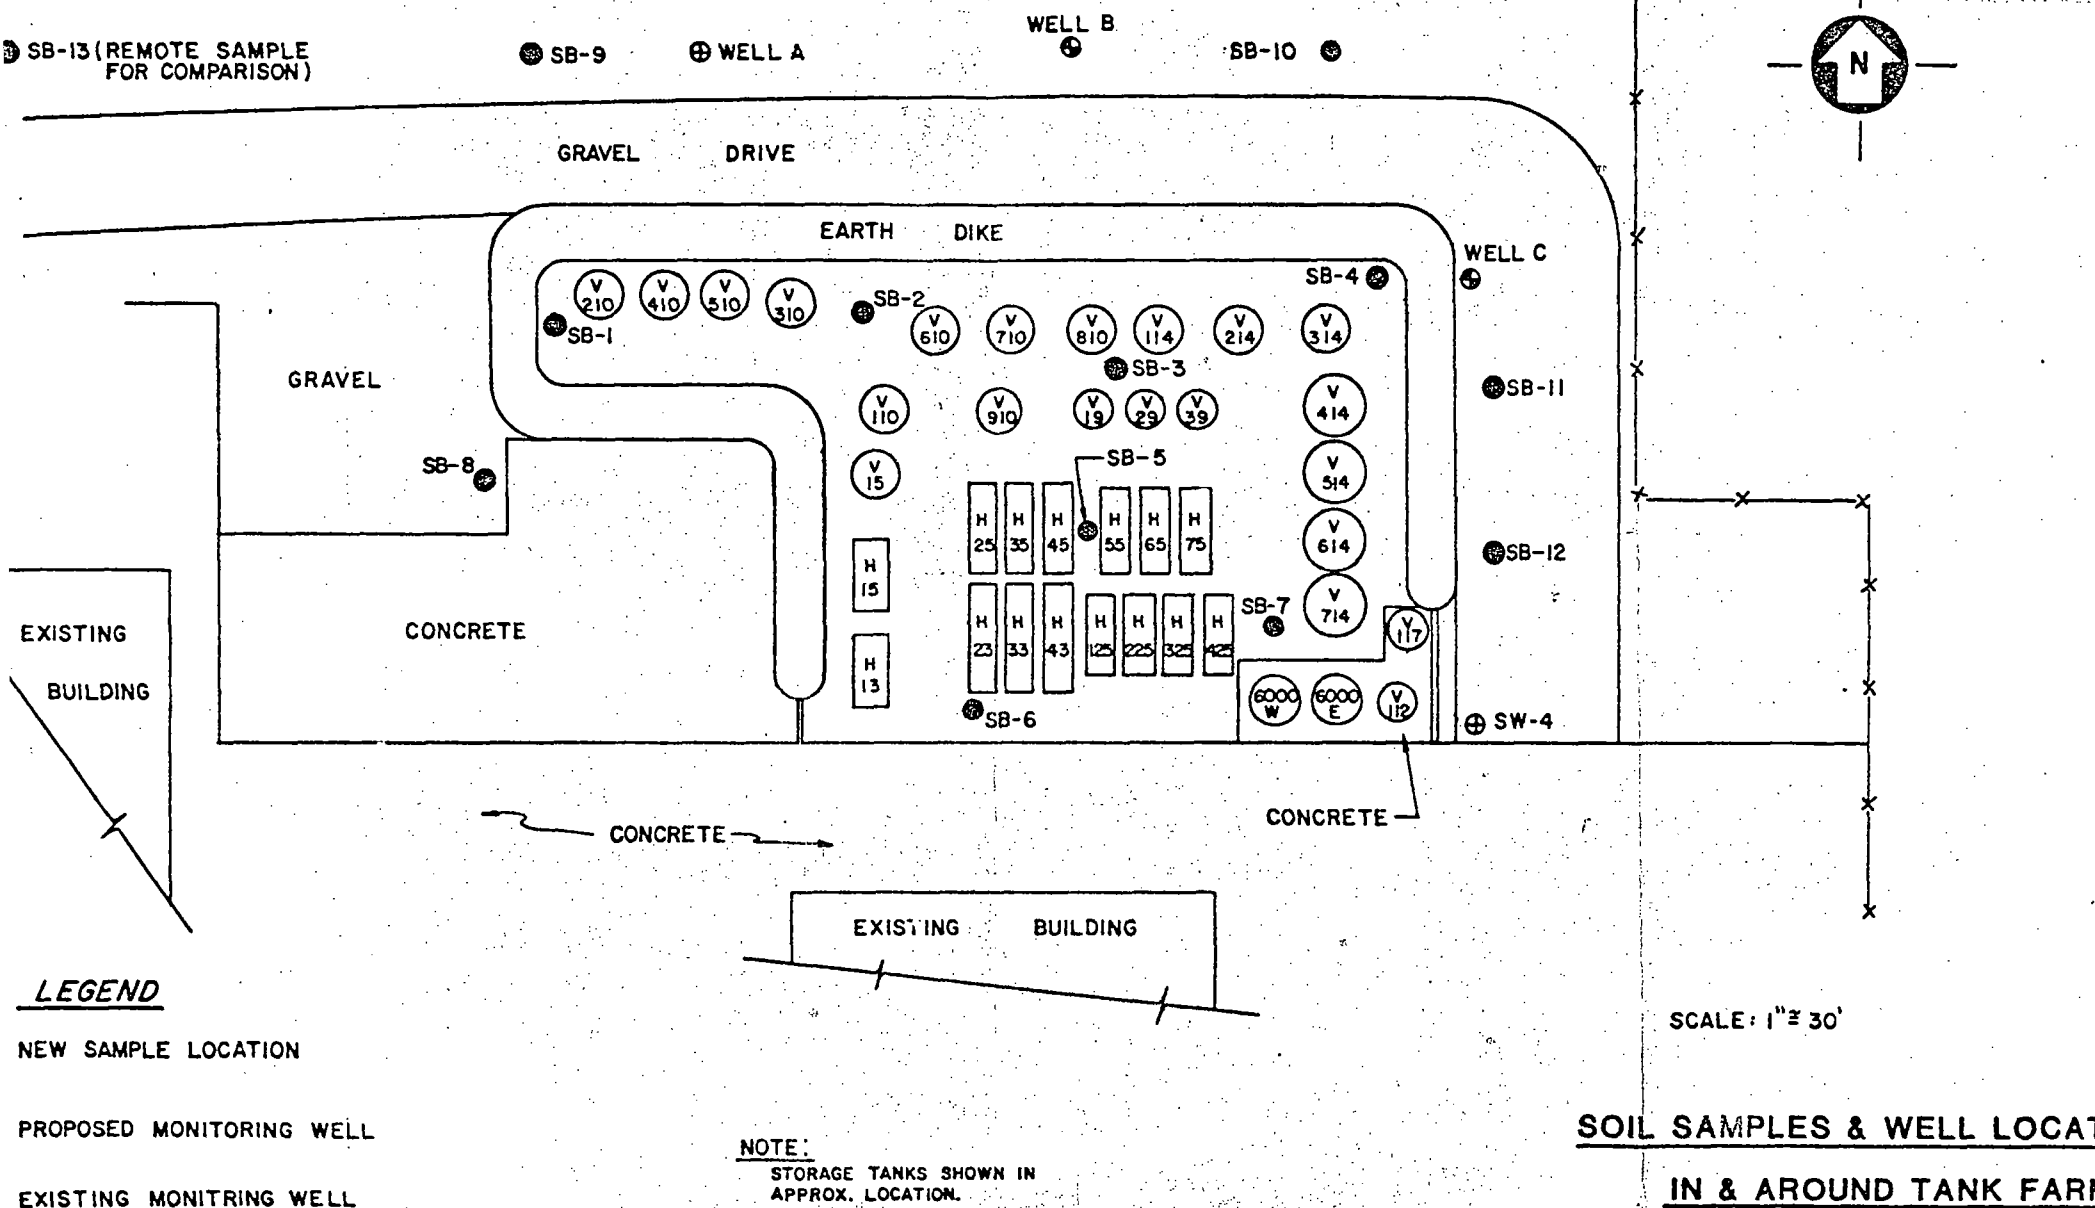 WELL B
SB-13 (REMOTE SAMPLE
FOR COMPARISON)
SB-9
WELL A
SB-10
N
GRAVEL DRIVE
EARTH DIKE
WELL C
SB-4
V
210
V
410
V
510
V
310
SB-2
SB-1
V
610
V
710
V
810
V
114
V
214
V
314
SB-3
GRAVEL
V
110
V
910
V
19
V
29
V
39
V
414
SB-11
SB-8
V
15
SB-5
V
514
H
25
H
35
H
45
H
55
H
65
H
75
V
614
SB-12
H
15
EXISTING
BUILDING
CONCRETE
H
23
H
33
H
43
H
125
H
225
H
325
H
425
SB-7
V
714
V
117
H
13
SB-6
6000
W
6000
E
V
112
SW-4
CONCRETE
CONCRETE
EXISTING BUILDING
LEGEND
NEW SAMPLE LOCATION
PROPOSED MONITORING WELL
EXISTING MONITRING WELL
NOTE:
STORAGE TANKS SHOWN IN
APPROX. LOCATION.
SCALE: 1"≅ 30'
SOIL SAMPLES & WELL LOCAT
IN & AROUND TANK FAR